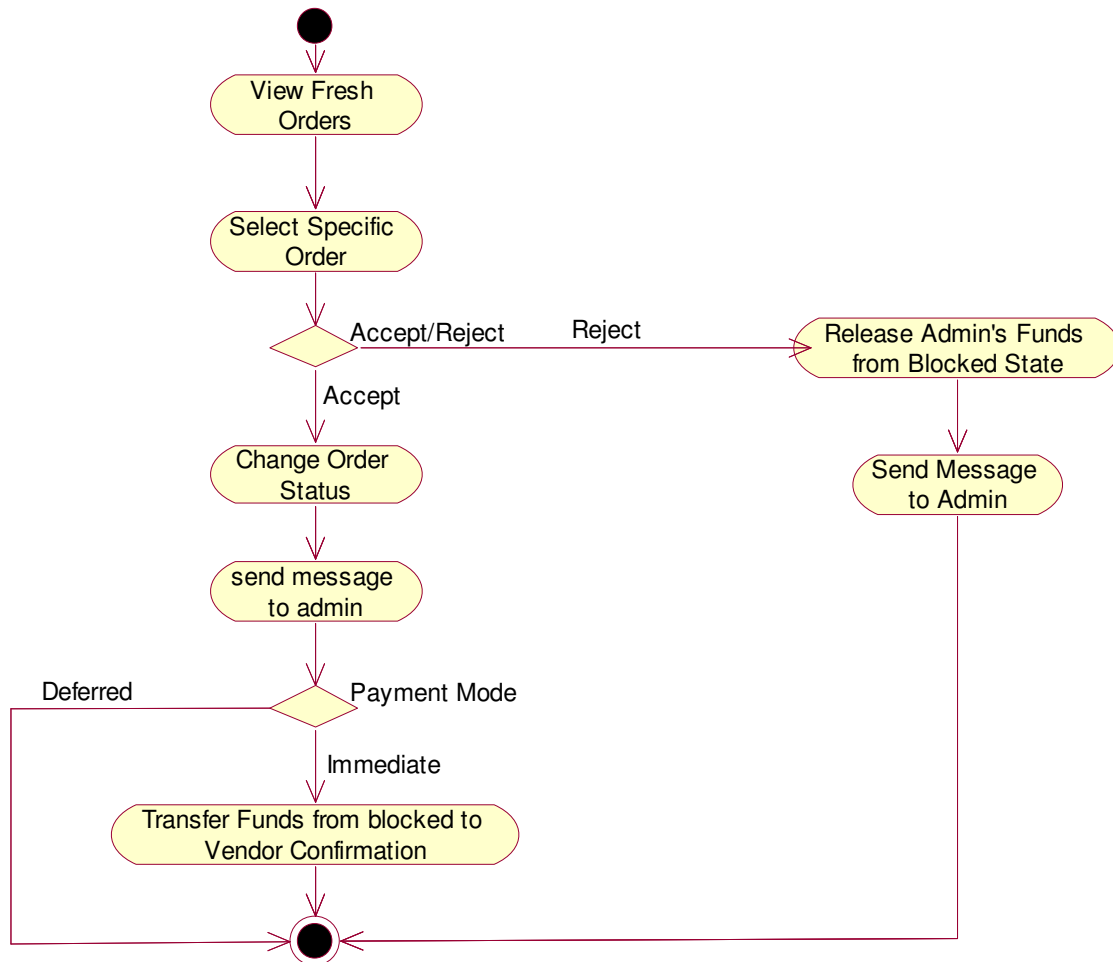 View Fresh
Orders
Select Specific
Order
Accept/Reject
Reject
Release Admin's Funds
from Blocked State
Accept
Change Order
Status
Send Message
to Admin
send message
to admin
Deferred
Payment Mode
Immediate
Transfer Funds from blocked to
Vendor Confirmation